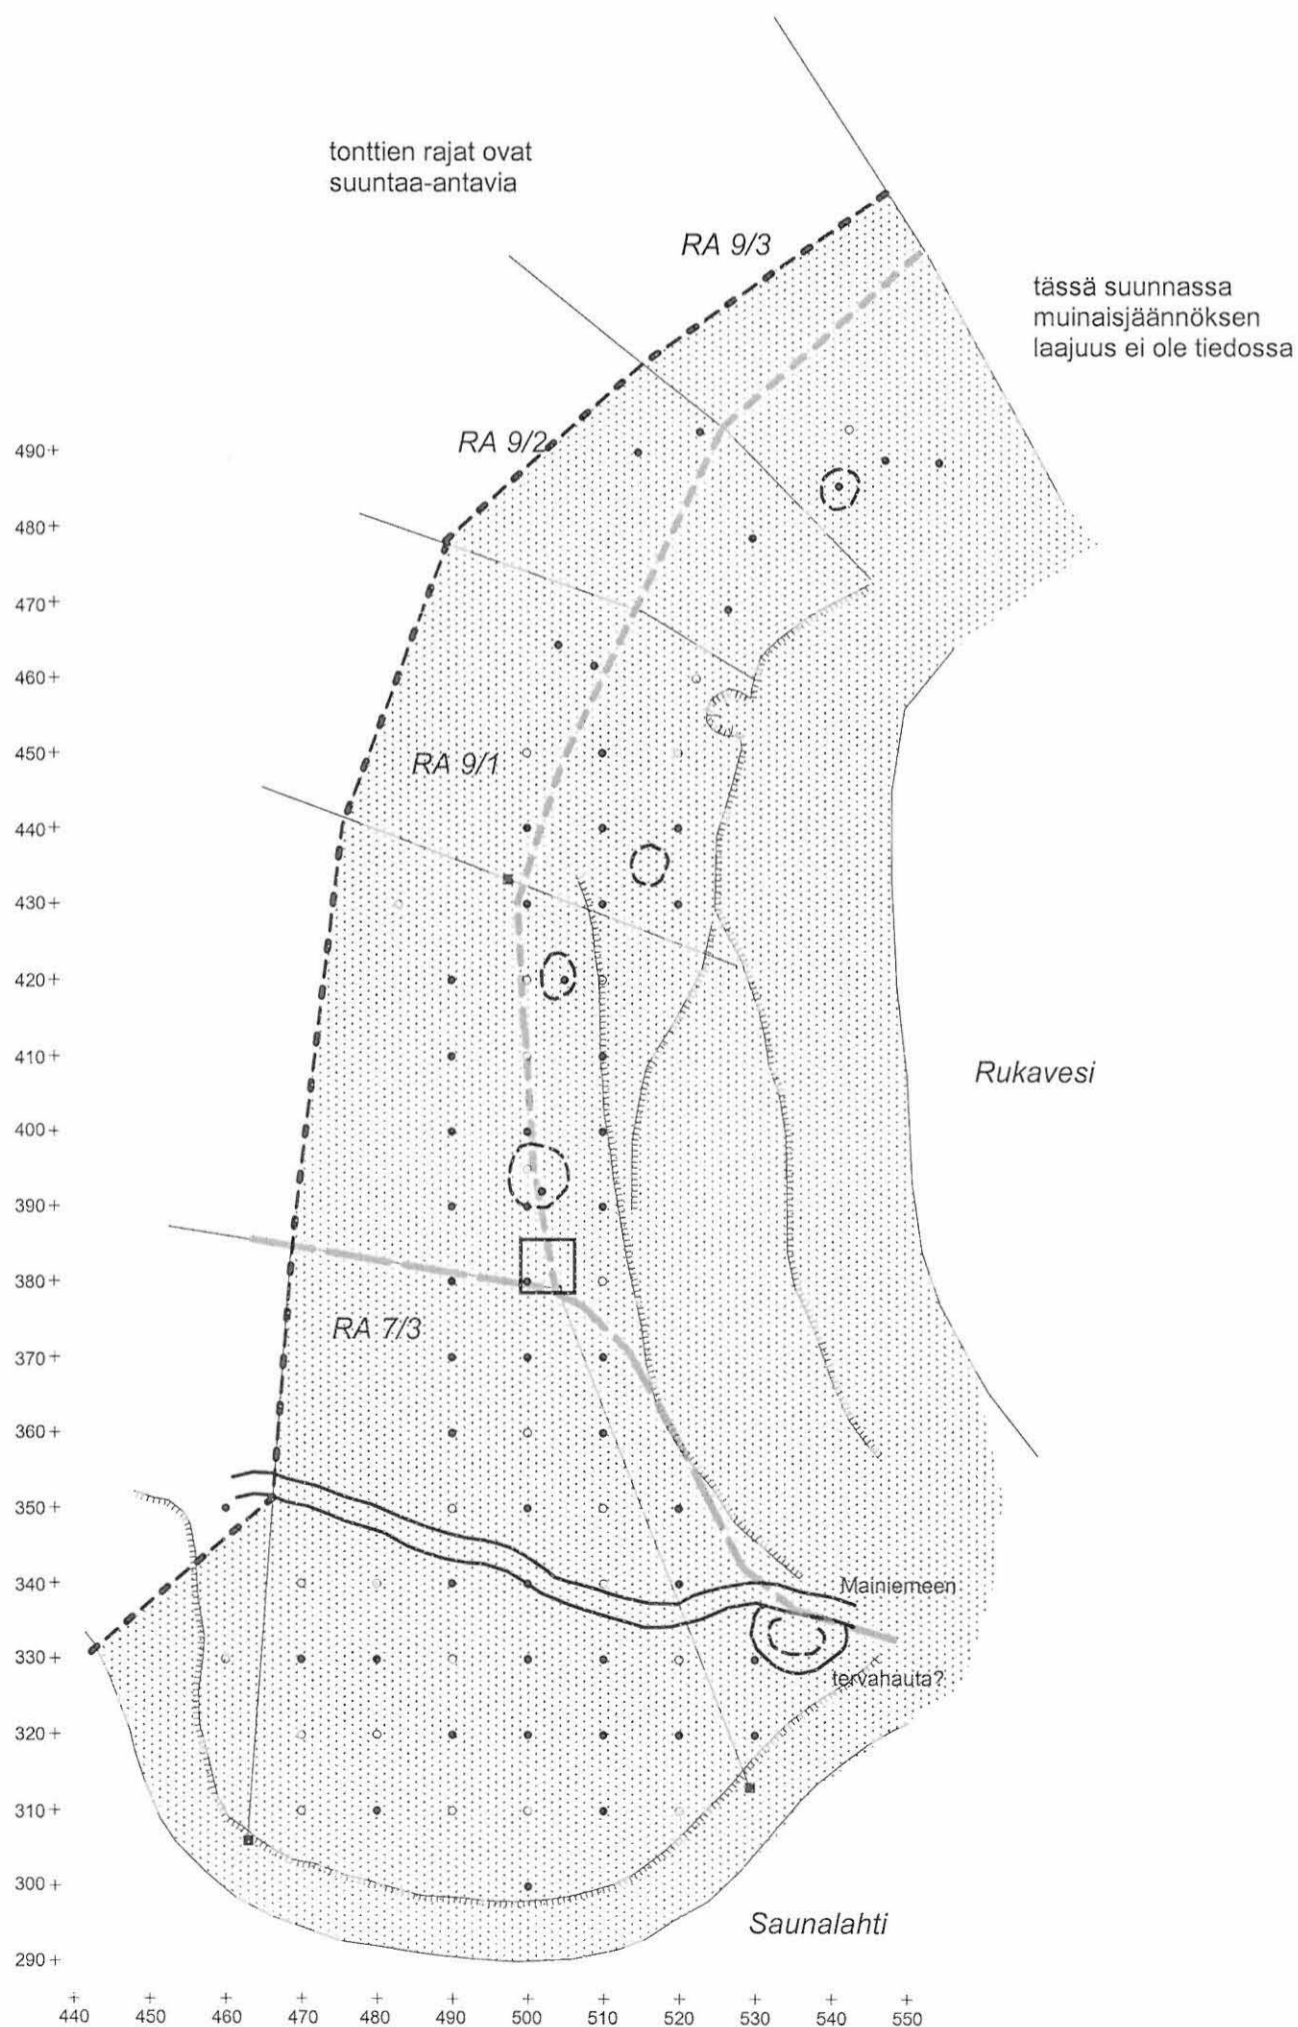 tonttien rajat ovat
suuntaa-antavia
RA 9/3
tässä suunnassa
muinaisjäännöksen
laajuus ei ole tiedossa
RA 9/2
490+
480+
470+
460+
RA 9/1
450+
440+
430+
420+
410+
Rukavesi
400+
390+
380+
RA 7/3
370+
360+
350+
340+
Mainiemeen
330+
tervahauta?
320+
310+
300+
Saunalahti
290+
+ + + + + + + + + + + +
440 450 460 470 480 490 500 510 520 530 540 550